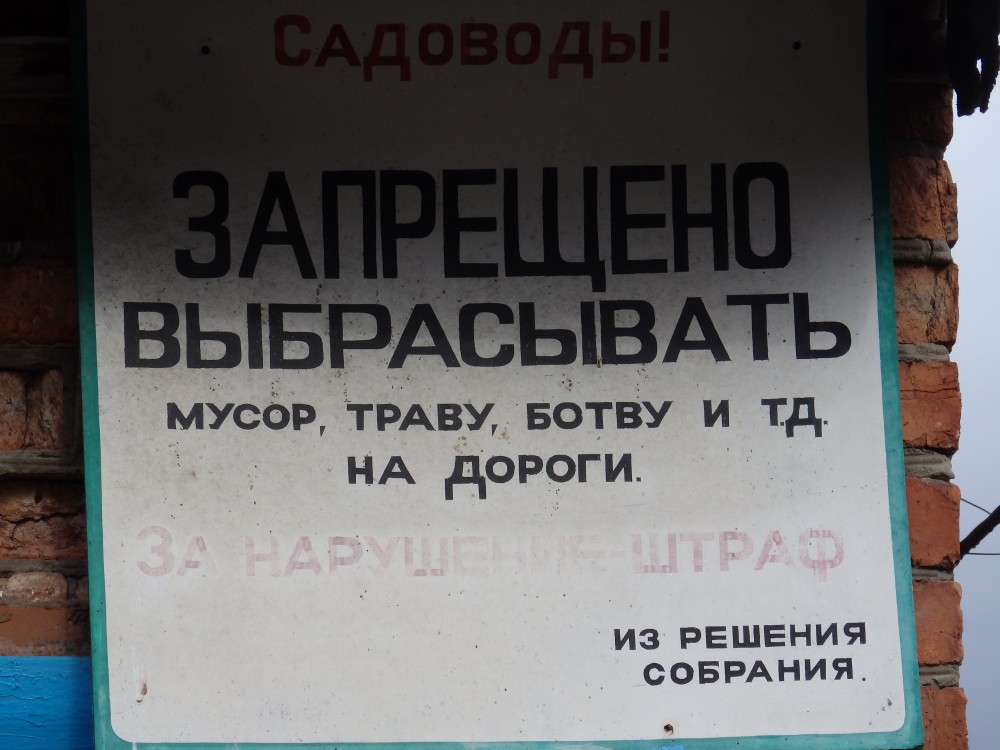 САДОВОДЫ!
ЗАПРЕЩЕНО
ВЫБРАСЫВАТЬ
МУСОР, ТРАВУ, БОТВУ И Т.Д.
НА ДОРОГИ.
ЗА НАРУШЕНИЕ-ШТРАФ
ИЗ РЕШЕНИЯ
СОБРАНИЯ.